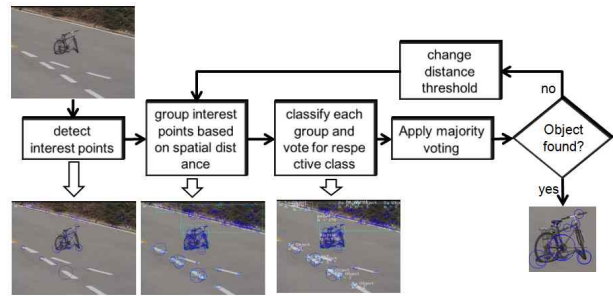 change
distance
threshold
no
detect
interest points
group interest
points based
on spatial dist
ance
classify each
group and
vote for respe
ctive class
Apply majority
voting
Object
found?
yes